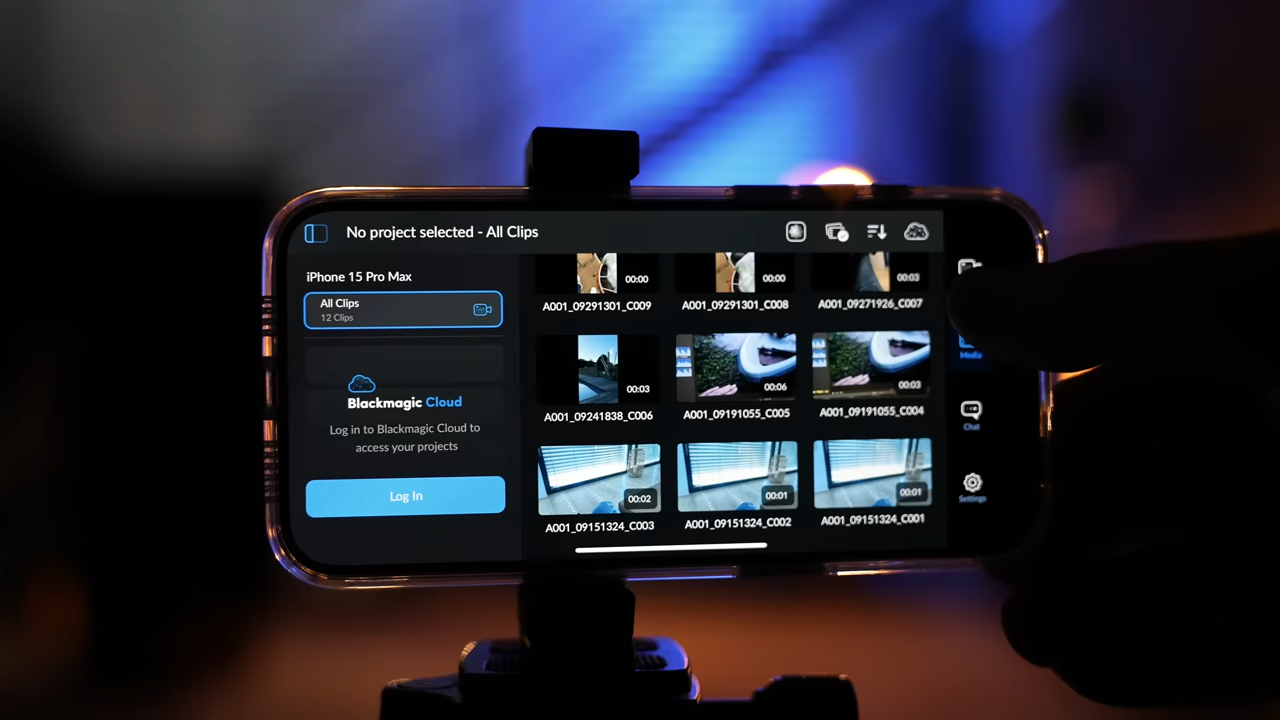 No project selected - All Clips
iPhone 15 Pro Max
All Clips
12 Clips
Blackmagic Cloud
Log in to Blackmagic Cloud to
access your projects
Log In
00:00
00:00
00:03
A001_09291301_C009
A001_09291301_C008
A001_09271926_C007
00:03
00:06
00:03
A001_09241838_C006
A001_09191055_C005
A001_09191055_C004
00:02
00:01
00:01
A001_09151324_C003
A001_09151324_C002
A001_09151324_C001
Media
Chat
Settings